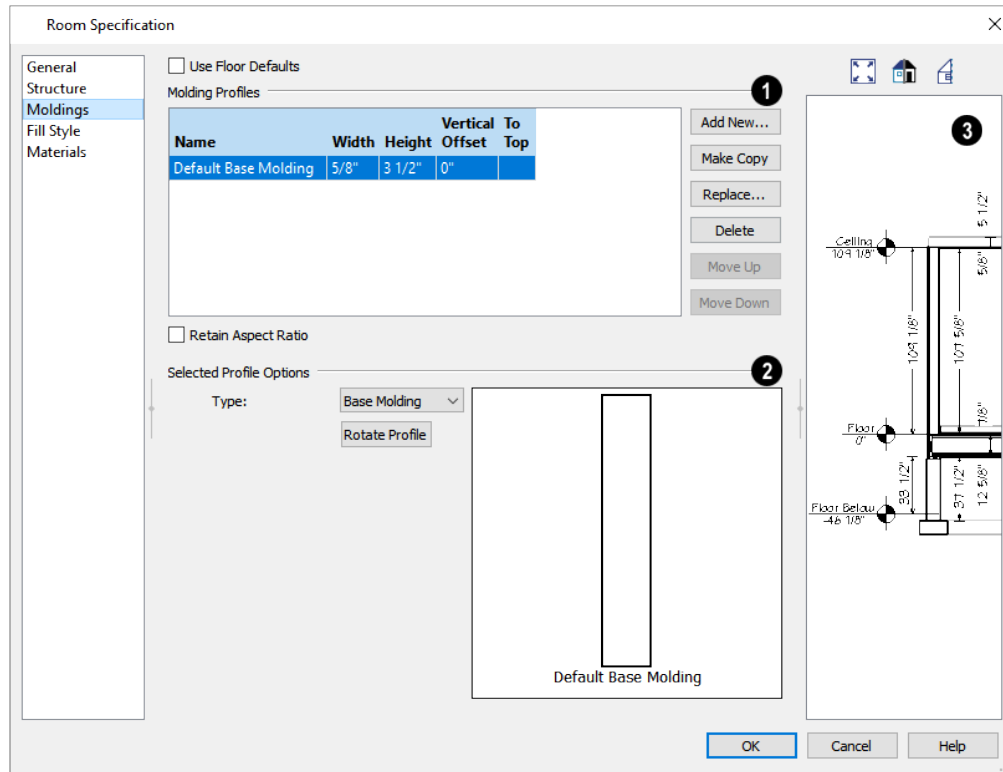 Room Specification
General
Structure
Moldings
Fill Style
Materials
Use Floor Defaults
Molding Profiles
1
Name Width Height Vertical Offset To Top
Default Base Molding 5/8" 3 1/2" 0"
Add New...
Make Copy
Replace...
Delete
Move Up
Move Down
Retain Aspect Ratio
Selected Profile Options
2
Type: Base Molding
Rotate Profile
Default Base Molding
3
5 1/2"
Ceiling
109 1/8"
5/8"
109 1/8"
107 5/8"
1/8"
Floor
0"
33 1/2"
31 1/2"
12 5/8"
Floor Below
-46 1/8"
OK
Cancel
Help